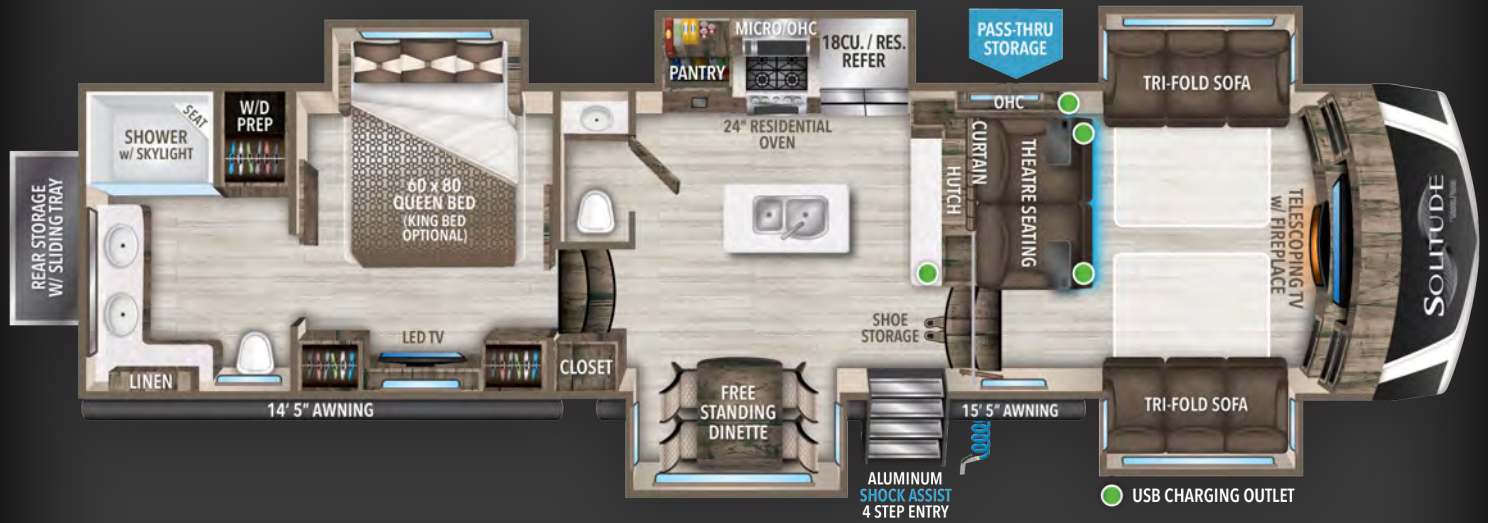 REAR STORAGE
W/ SLIDING TRAY
SHOWER
w/ SKYLIGHT
SEAT
W/D
PREP
LINEN
60 x 80
QUEEN BED
(KING BED
OPTIONAL)
LED TV
CLOSET
14' 5" AWNING
PANTRY
MICRO/OHC
18CU. / RES.
REFER
24" RESIDENTIAL
OVEN
HUTCH
CURTAIN
THEATRE SEATING
OHC
PASS-THRU
STORAGE
SHOE
STORAGE
FREE
STANDING
DINETTE
ALUMINUM
SHOCK ASSIST
4 STEP ENTRY
15' 5" AWNING
TRI-FOLD SOFA
TRI-FOLD SOFA
TELESCOPING TV
w/ FIREPLACE
SOLITUDE
USB CHARGING OUTLET